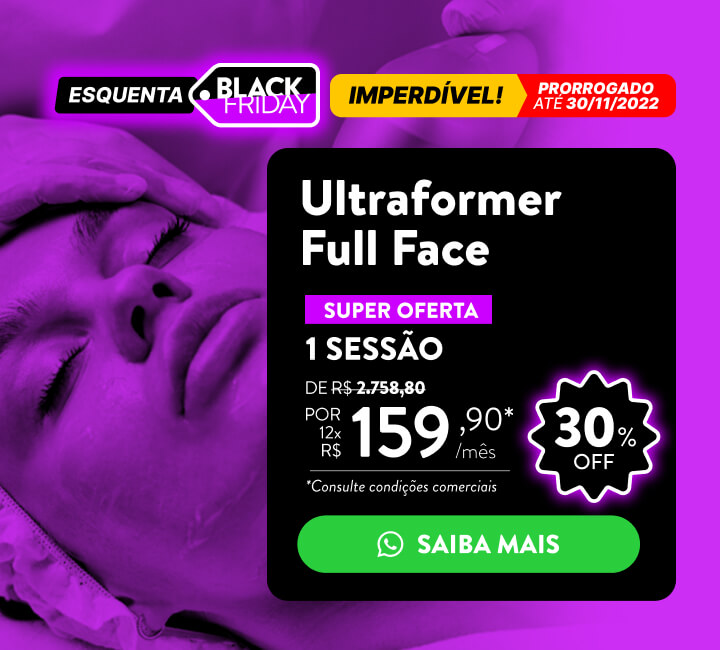 ESQUENTA
BLACK
FRIDAY
IMPERDÍVEL!
PRORROGADO
ATÉ 30/11/2022
Ultraformer
Full Face
SUPER OFERTA
1 SESSÃO
DE R$ 2.758,80
POR
12x
R$
159,90*
/mês
*Consulte condições comerciais
30%
OFF
SAIBA MAIS